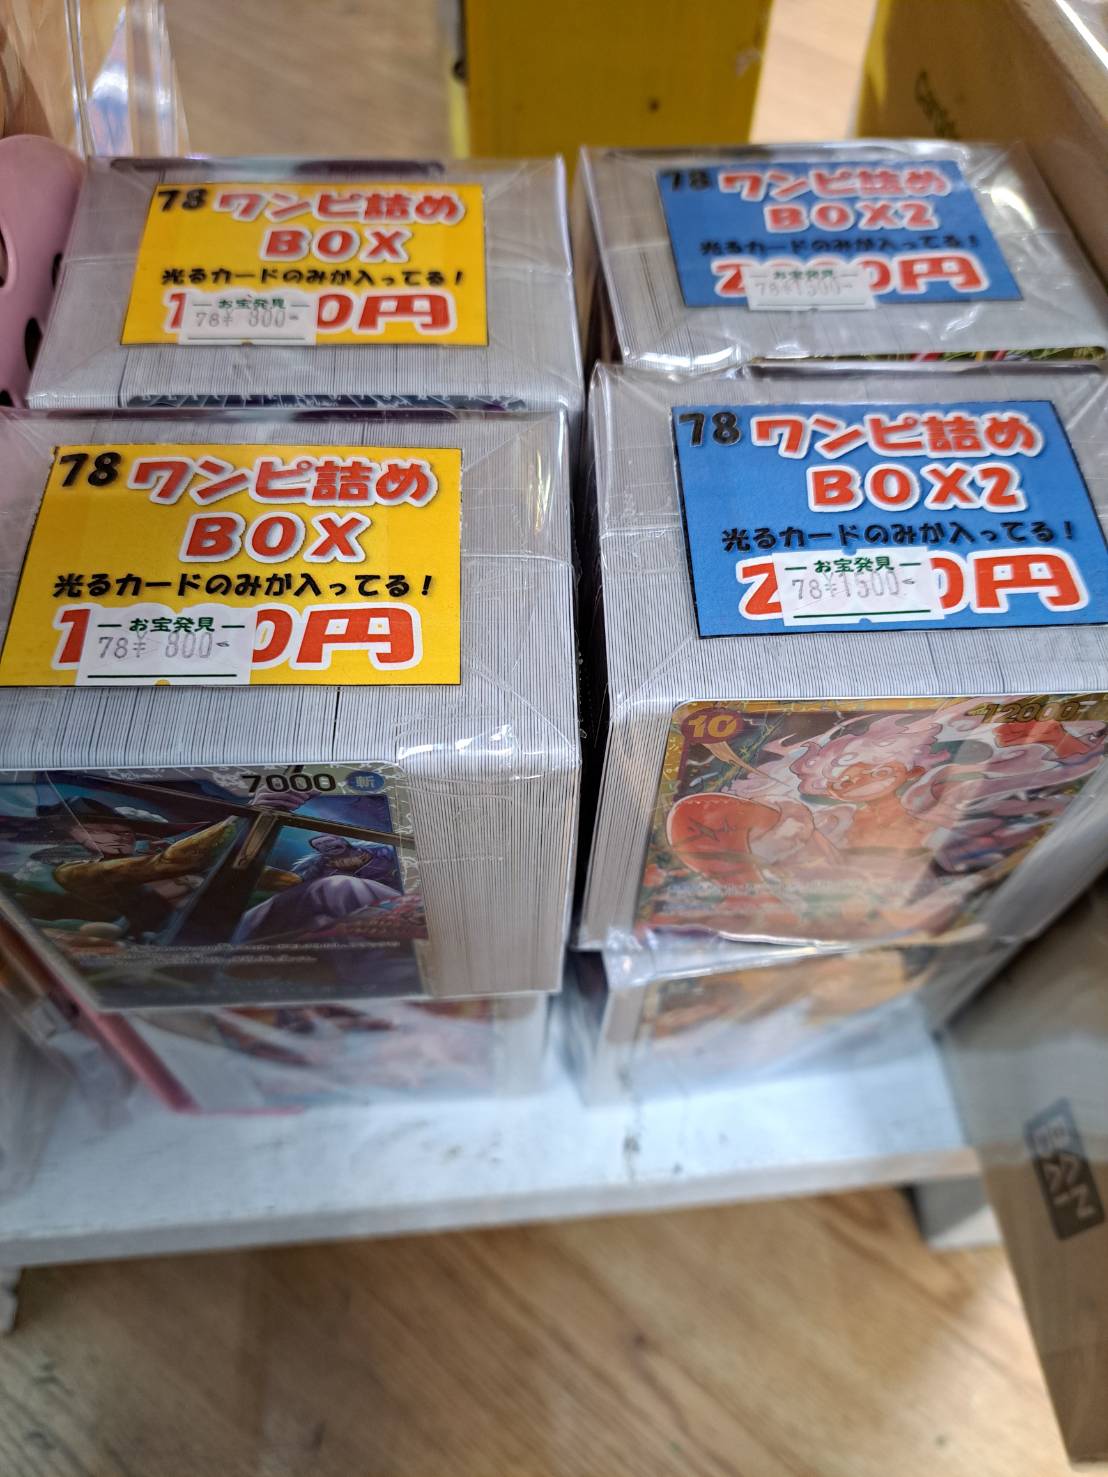 78 ワンピ詰め
BOX
光るカードのみが入ってる！
お宝発見
78¥ 800-
円
78 ワンピ詰め
BOX2
光るカードのみが入ってる！
お宝発見
78¥1500-
円
78 ワンピ詰め
BOX
光るカードのみが入ってる！
お宝発見
78¥ 800-
円
78 ワンピ詰め
BOX2
光るカードのみが入ってる！
お宝発見
78¥1500-
円
7000 斬
10
12000